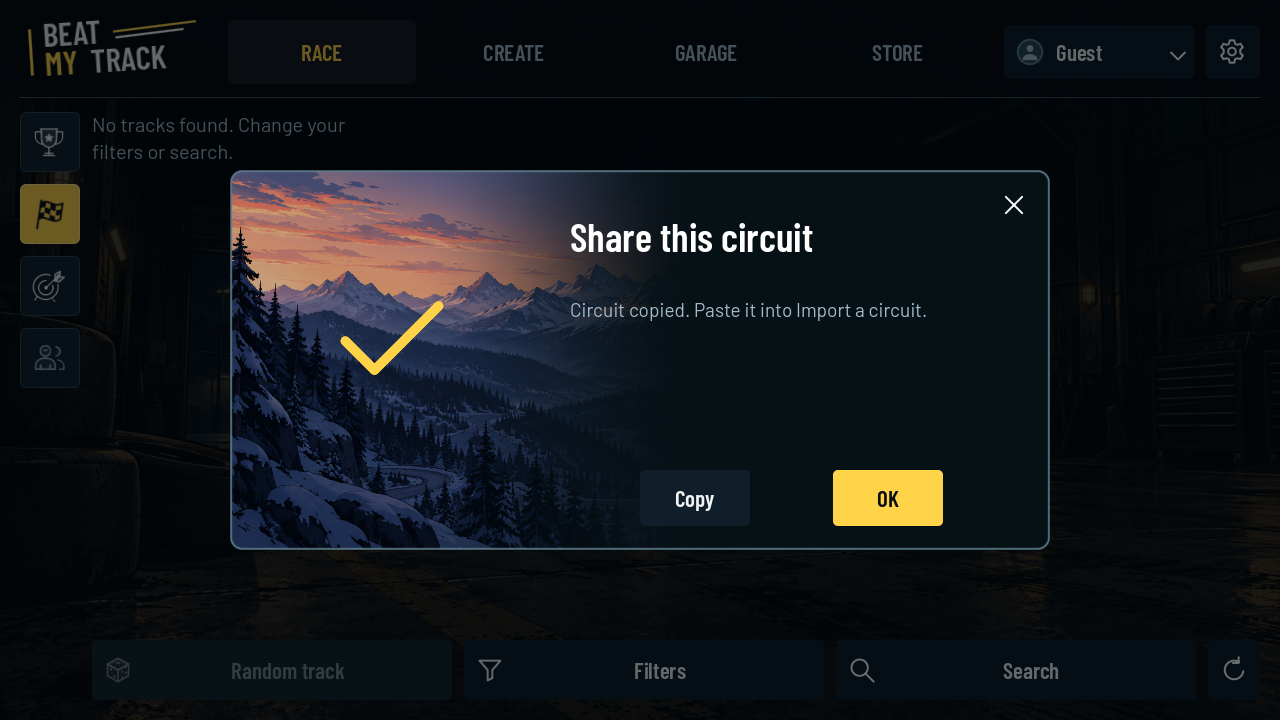 BEAT
MY TRACK
RACE
CREATE
GARAGE
STORE
Guest
No tracks found. Change your
filters or search.
Share this circuit
Circuit copied. Paste it into Import a circuit.
Copy
OK
Random track
Filters
Search